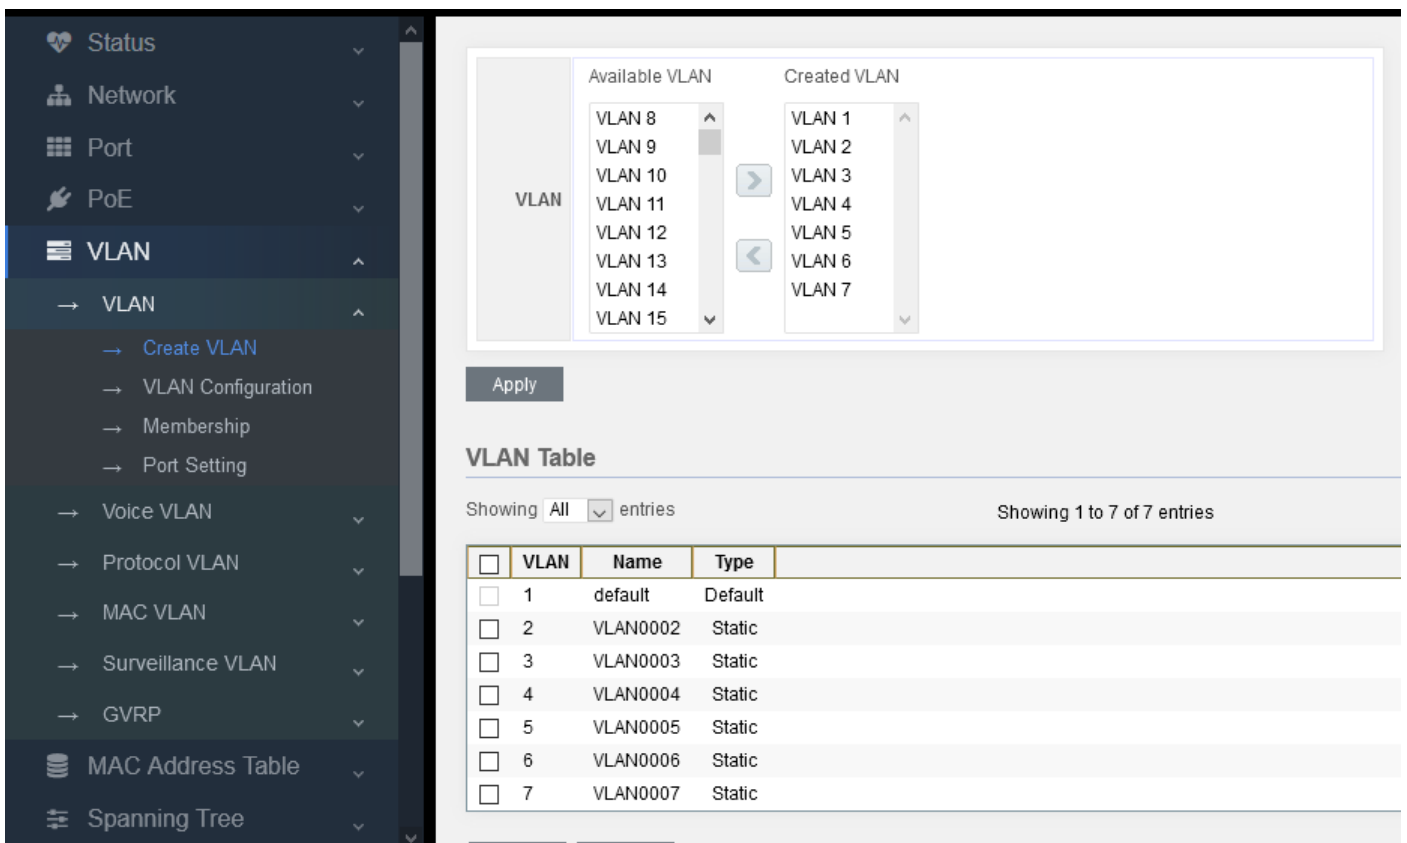 Status
Network
Port
PoE
VLAN
VLAN
Create VLAN
VLAN Configuration
Membership
Port Setting
Voice VLAN
Protocol VLAN
MAC VLAN
Surveillance VLAN
GVRP
MAC Address Table
Spanning Tree
VLAN
Available VLAN
VLAN 8
VLAN 9
VLAN 10
VLAN 11
VLAN 12
VLAN 13
VLAN 14
VLAN 15
Created VLAN
VLAN 1
VLAN 2
VLAN 3
VLAN 4
VLAN 5
VLAN 6
VLAN 7
Apply
VLAN Table
Showing All entries
Showing 1 to 7 of 7 entries
VLAN Name Type
1 default Default
2 VLAN0002 Static
3 VLAN0003 Static
4 VLAN0004 Static
5 VLAN0005 Static
6 VLAN0006 Static
7 VLAN0007 Static